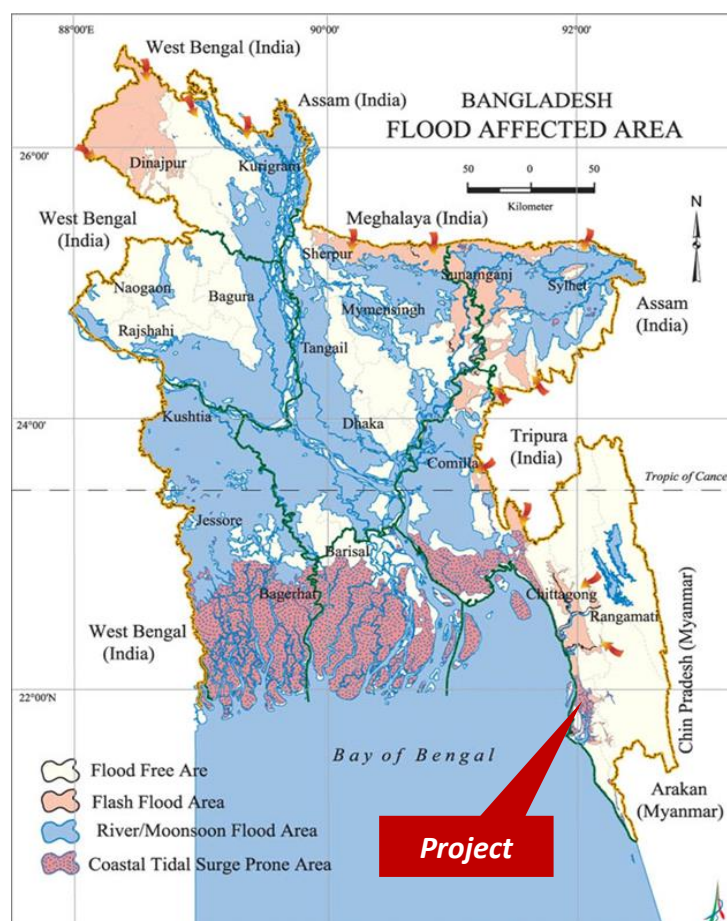 88°00'E
90°00'
92°00'
West Bengal (India)
Assam (India)
BANGLADESH
FLOOD AFFECTED AREA
26°00'
Dinajpur
Kurigram
50 0 50
Kilometer
N
West Bengal
(India)
Meghalaya (India)
Sherpur
Sunamganj
Sylhet
Naogaon
Bagura
Mymensingh
Assam
(India)
Rajshahi
Tangail
24°00'
Kushtia
Dhaka
Tripura
(India)
Comilla
Tropic of Cance
Jessore
Barisal
Bagerhat
Chittagong
Rangamati
West Bengal
(India)
Chin Pradesh (Myanmar)
22°00'N
Bay of Bengal
Arakan
(Myanmar)
Flood Free Are
Flash Flood Area
River/Moonsoon Flood Area
Coastal Tidal Surge Prone Area
Project